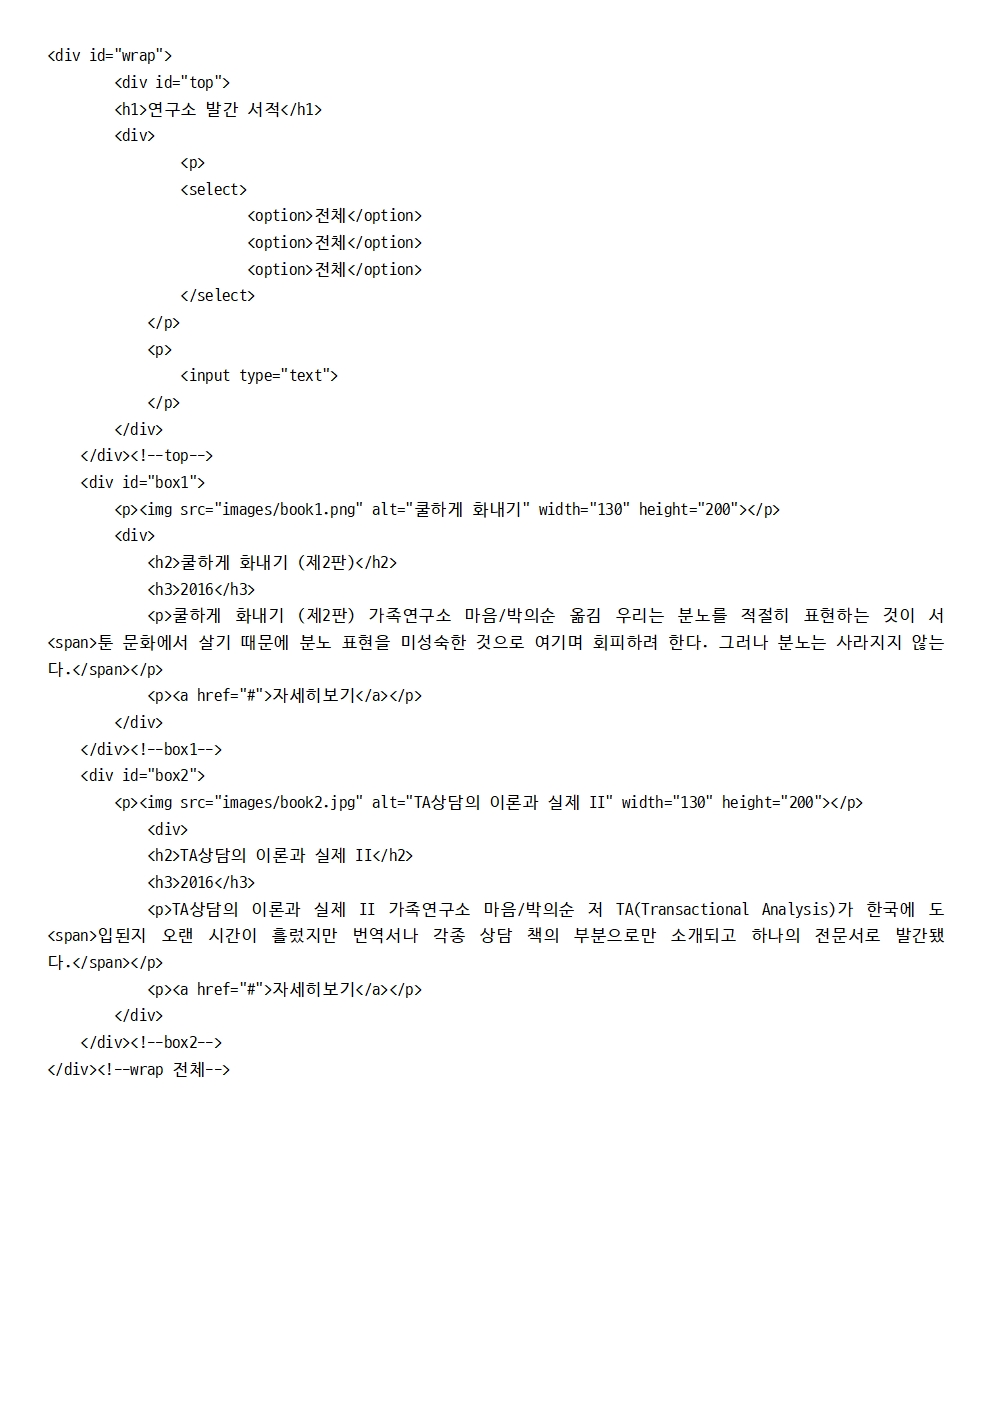 <div id="wrap">
<div id="top">
<h1>연구소 발간 서적</h1>
<div>
<p>
<select>
<option>전체</option>
<option>전체</option>
<option>전체</option>
</select>
</p>
<p>
<input type="text">
</p>
</div>
</div><!--top-->
<div id="box1">
<p><img src="images/book1.png" alt="쿨하게 화내기" width="130" height="200"></p>
<div>
<h2>쿨하게 화내기 (제2판)</h2>
<h3>2016</h3>
<p>쿨하게 화내기 (제2판) 가족연구소 마음/박의순 옮김 우리는 분노를 적절히 표현하는 것이 서
<span>툰 문화에서 살기 때문에 분노 표현을 미성숙한 것으로 여기며 회피하려 한다. 그러나 분노는 사라지지 않는
다.</span></p>
<p><a href="#">자세히보기</a></p>
</div>
</div><!--box1-->
<div id="box2">
<p><img src="images/book2.jpg" alt="TA상담의 이론과 실제 II" width="130" height="200"></p>
<div>
<h2>TA상담의 이론과 실제 II</h2>
<h3>2016</h3>
<p>TA상담의 이론과 실제 II 가족연구소 마음/박의순 저 TA(Transactional Analysis)가 한국에 도
<span>입된지 오랜 시간이 흘렀지만 번역서나 각종 상담 책의 부분으로만 소개되고 하나의 전문서로 발간됐
다.</span></p>
<p><a href="#">자세히보기</a></p>
</div>
</div><!--box2-->
</div><!--wrap 전체-->